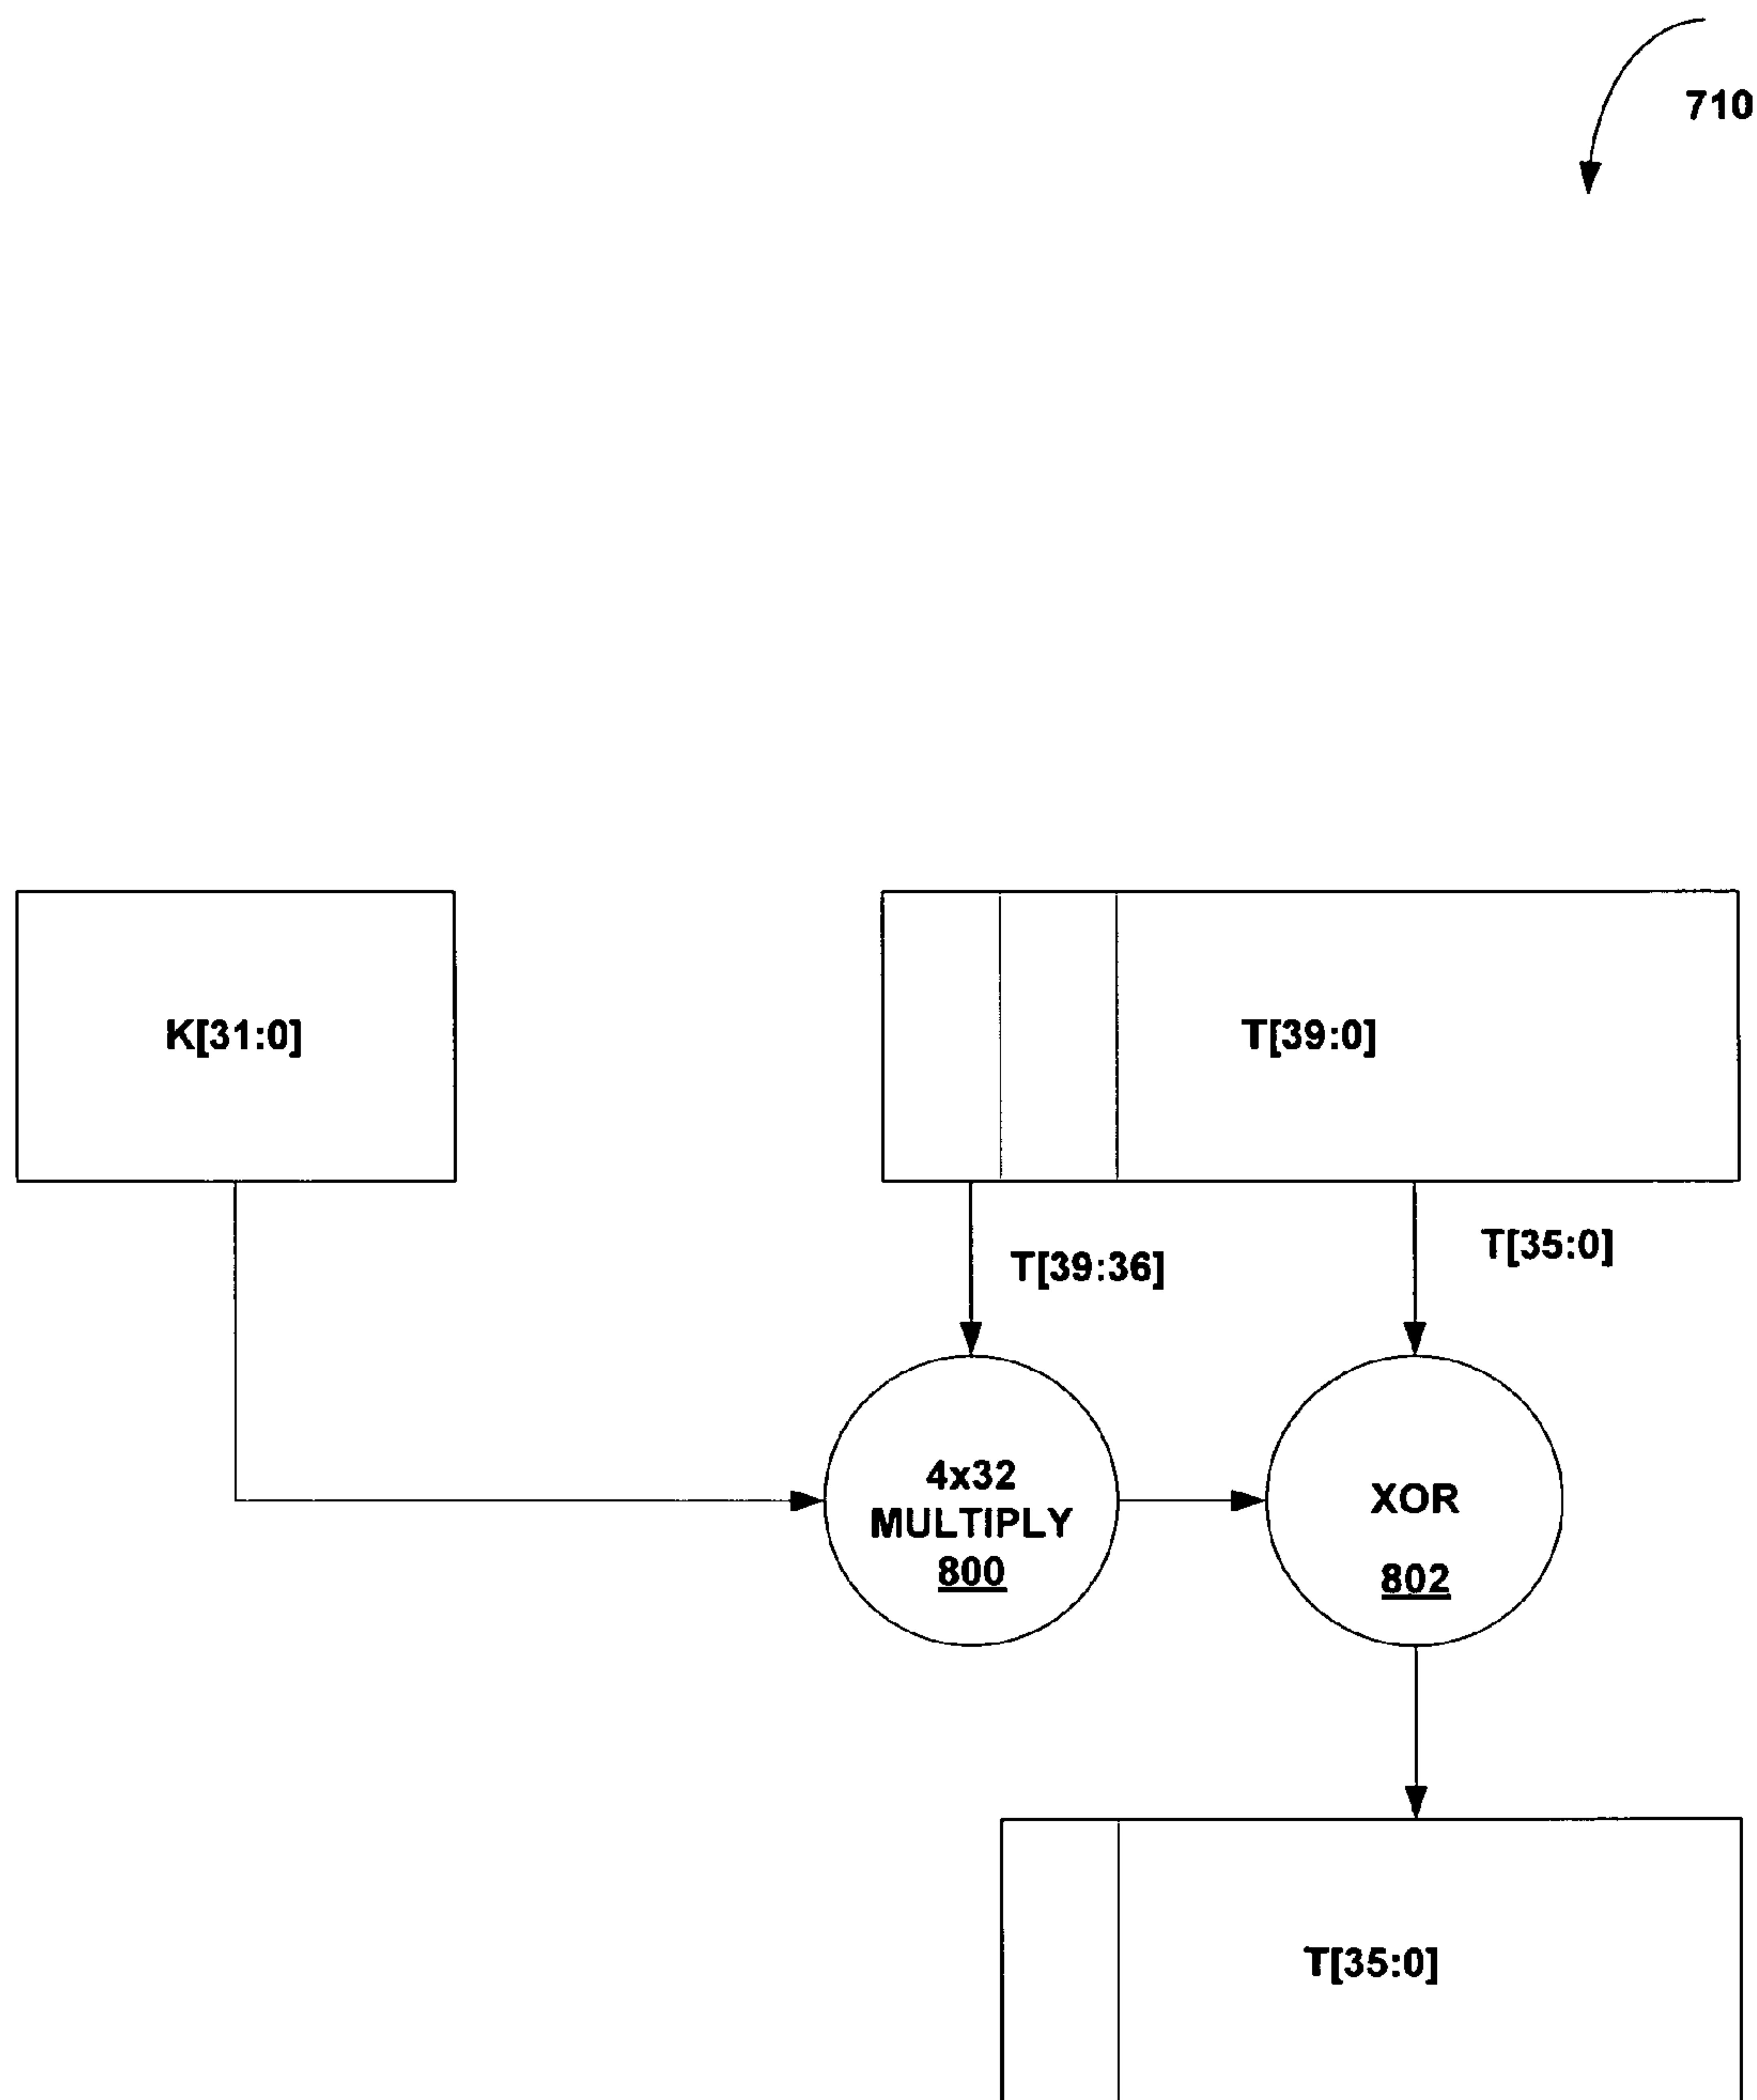 710
K[31:0]
T[39:0]
T[39:36]
T[35:0]
4x32
MULTIPLY
800
XOR
802
T[35:0]